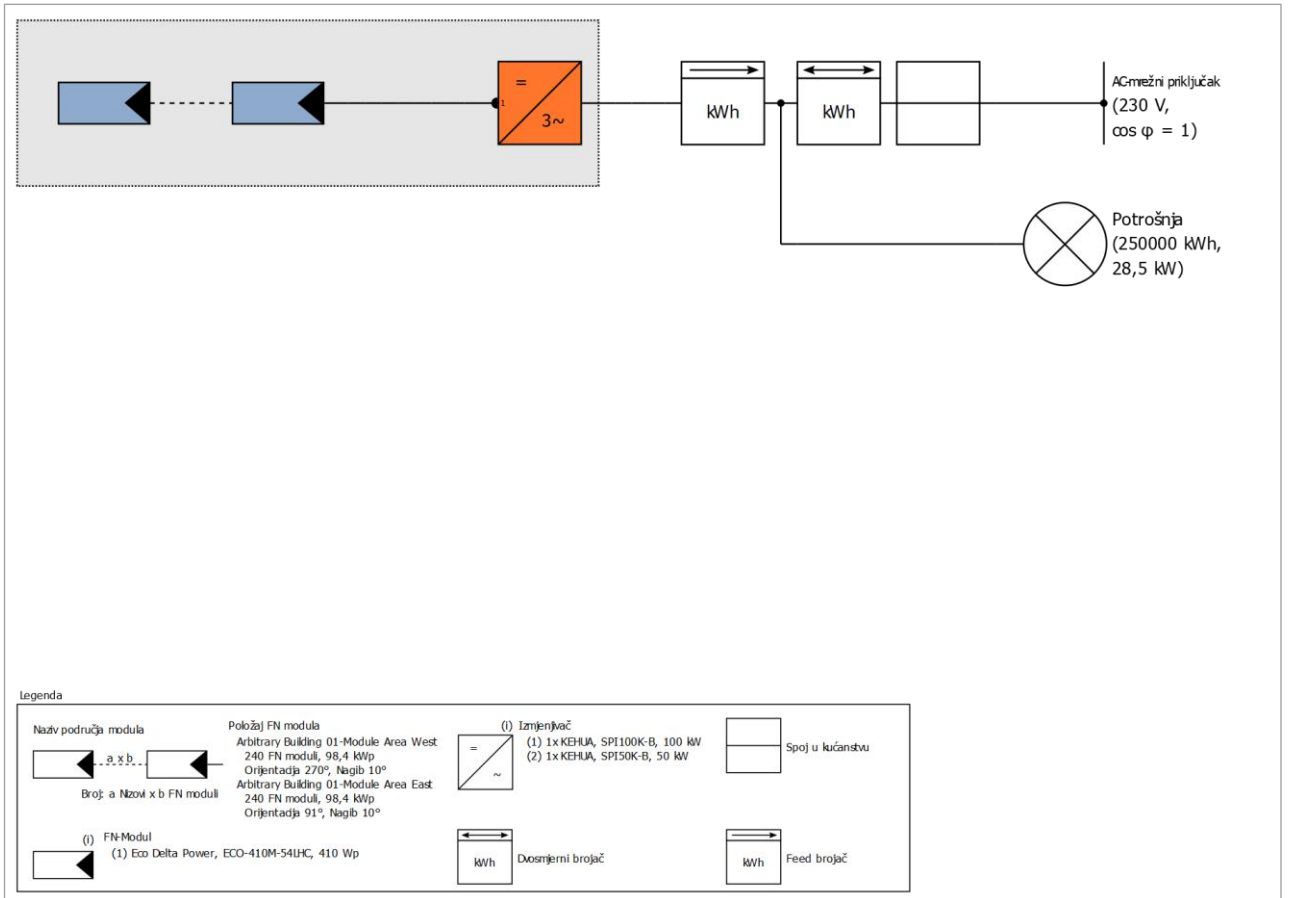 =
1
3~
kWh
kWh
AC-mrežni priključak
(230 V,
cos φ = 1)
Potrošnja
(250000 kWh,
28,5 kW)
Legenda
Naziv područja modula
a x b
Broj: a Nizovi x b FN moduli
(i) FN-Modul
(1) Eco Delta Power, ECO-410M-54LHC, 410 Wp
Položaj FN modula
Arbitrary Building 01-Module Area West
240 FN moduli, 98,4 kWp
Orijentacija 270°, Nagib 10°
Arbitrary Building 01-Module Area East
240 FN moduli, 98,4 kWp
Orijentacija 91°, Nagib 10°
(i) Izmjenjivač
=
~
(1) 1x KEHUA, SPI100K-B, 100 kW
(2) 1x KEHUA, SPI50K-B, 50 kW
kWh
Dvosmjerni brojač
Spoj u kućanstvu
kWh
Feed brojač